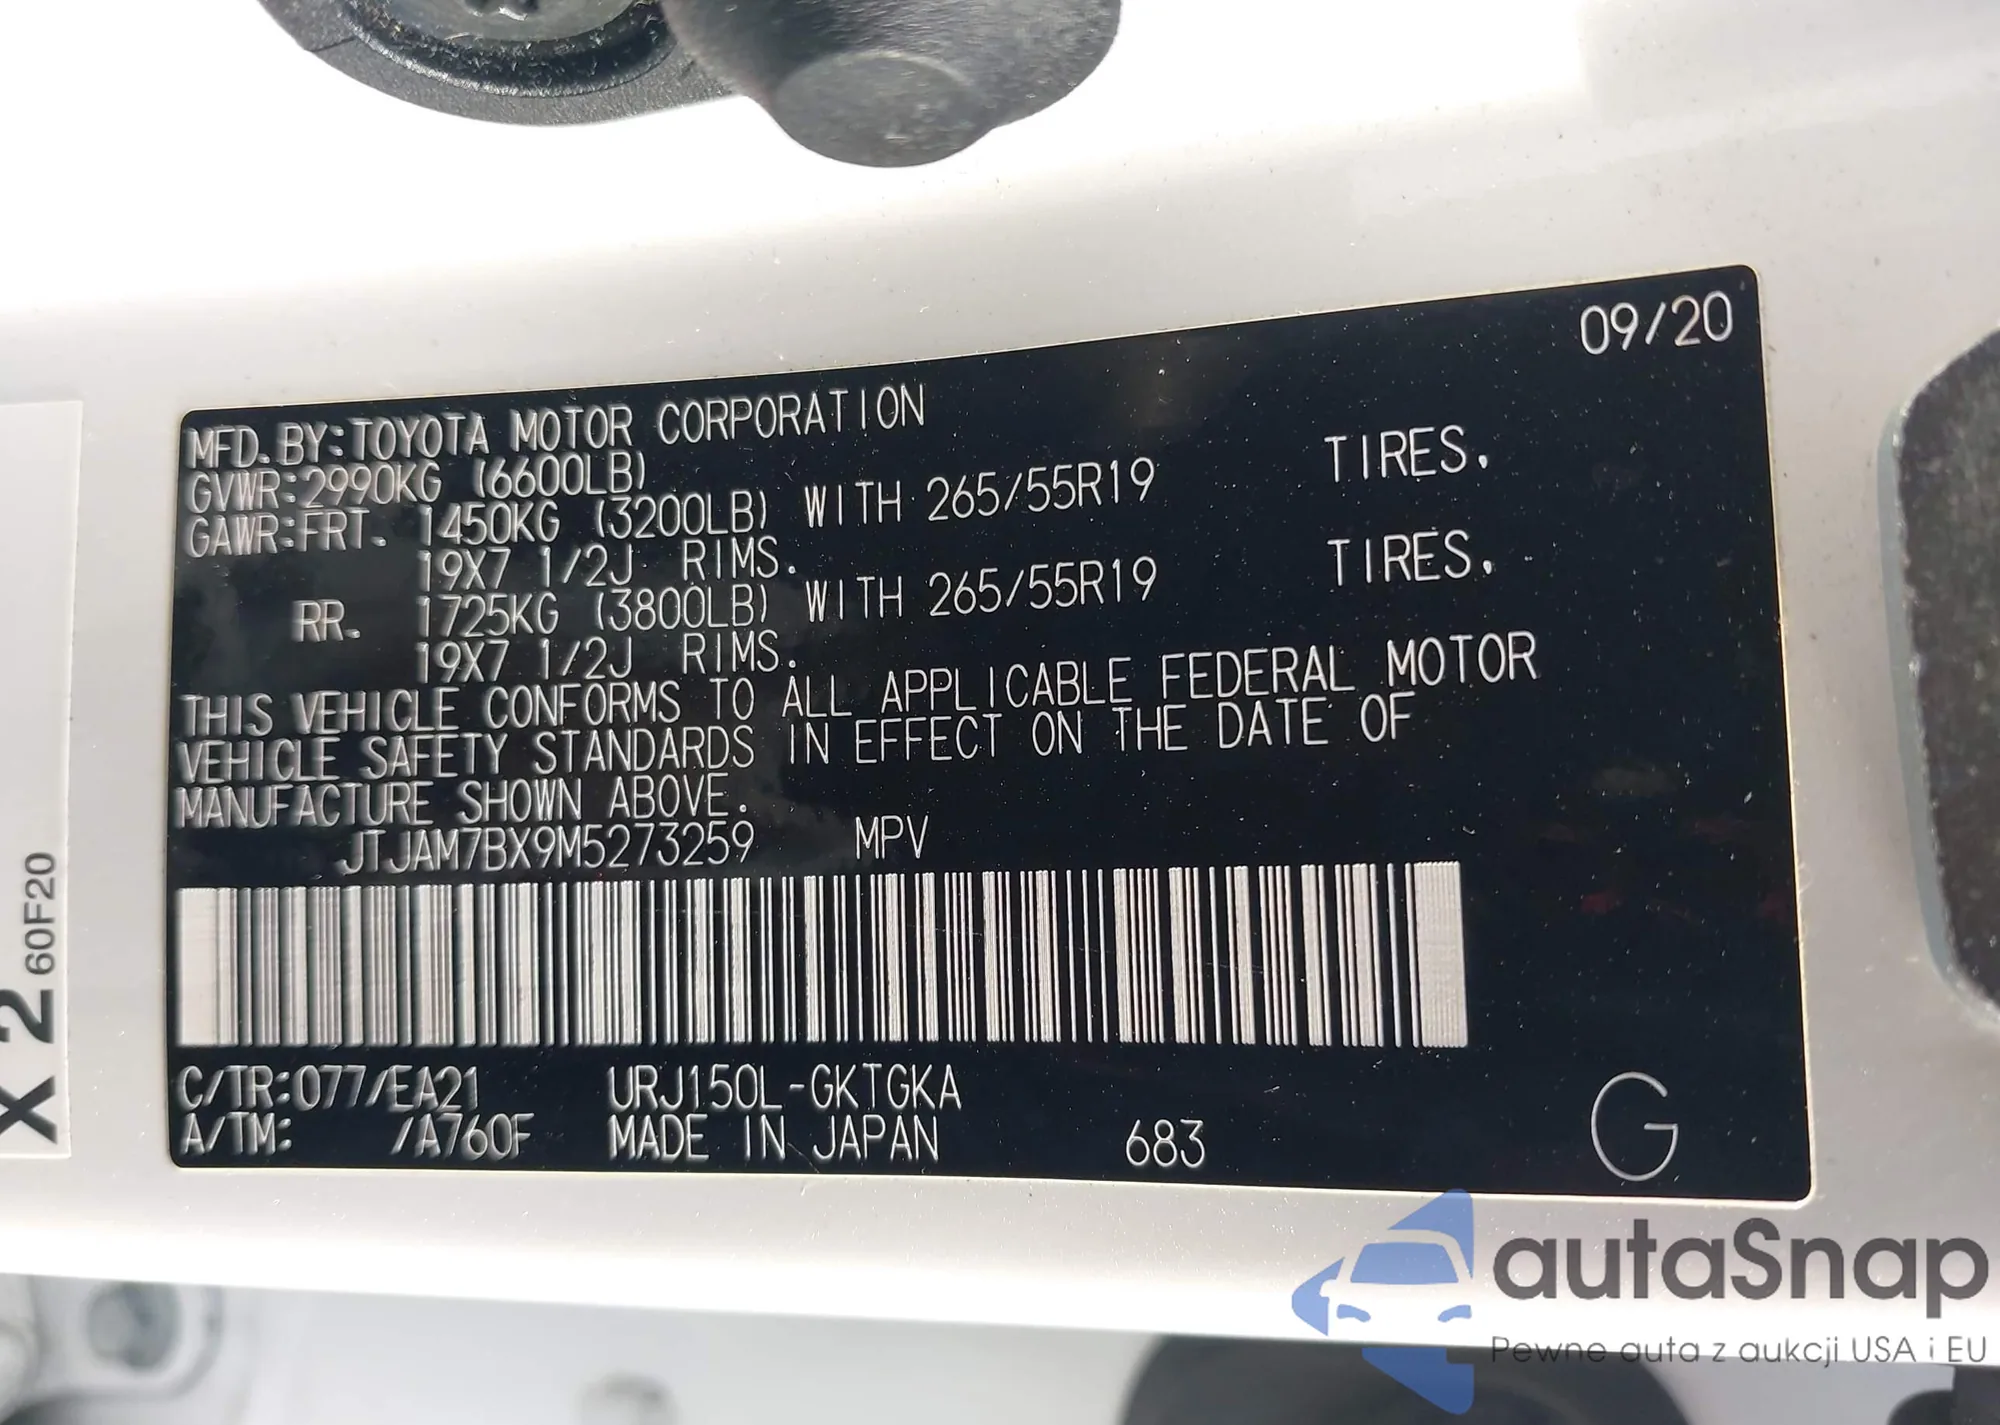 09/20
MFD. BY:TOYOTA MOTOR CORPORATION
GVWR:2990KG (6600LB)
GAWR:FRT. 1450KG (3200LB) WITH 265/55R19 TIRES.
19X7 1/2J RIMS.
RR. 1725KG (3800LB) WITH 265/55R19 TIRES.
19X7 1/2J RIMS.
THIS VEHICLE CONFORMS TO ALL APPLICABLE FEDERAL MOTOR
VEHICLE SAFETY STANDARDS IN EFFECT ON THE DATE OF
MANUFACTURE SHOWN ABOVE.
JTJAM7BX9M5273259 MPV
C/TR:077/EA21 URJ150L-GKTGKA
A/TM: /A760F MADE IN JAPAN 683 G
X 2
60F20
autaSnap
Pewne auta z aukcji USA i EU